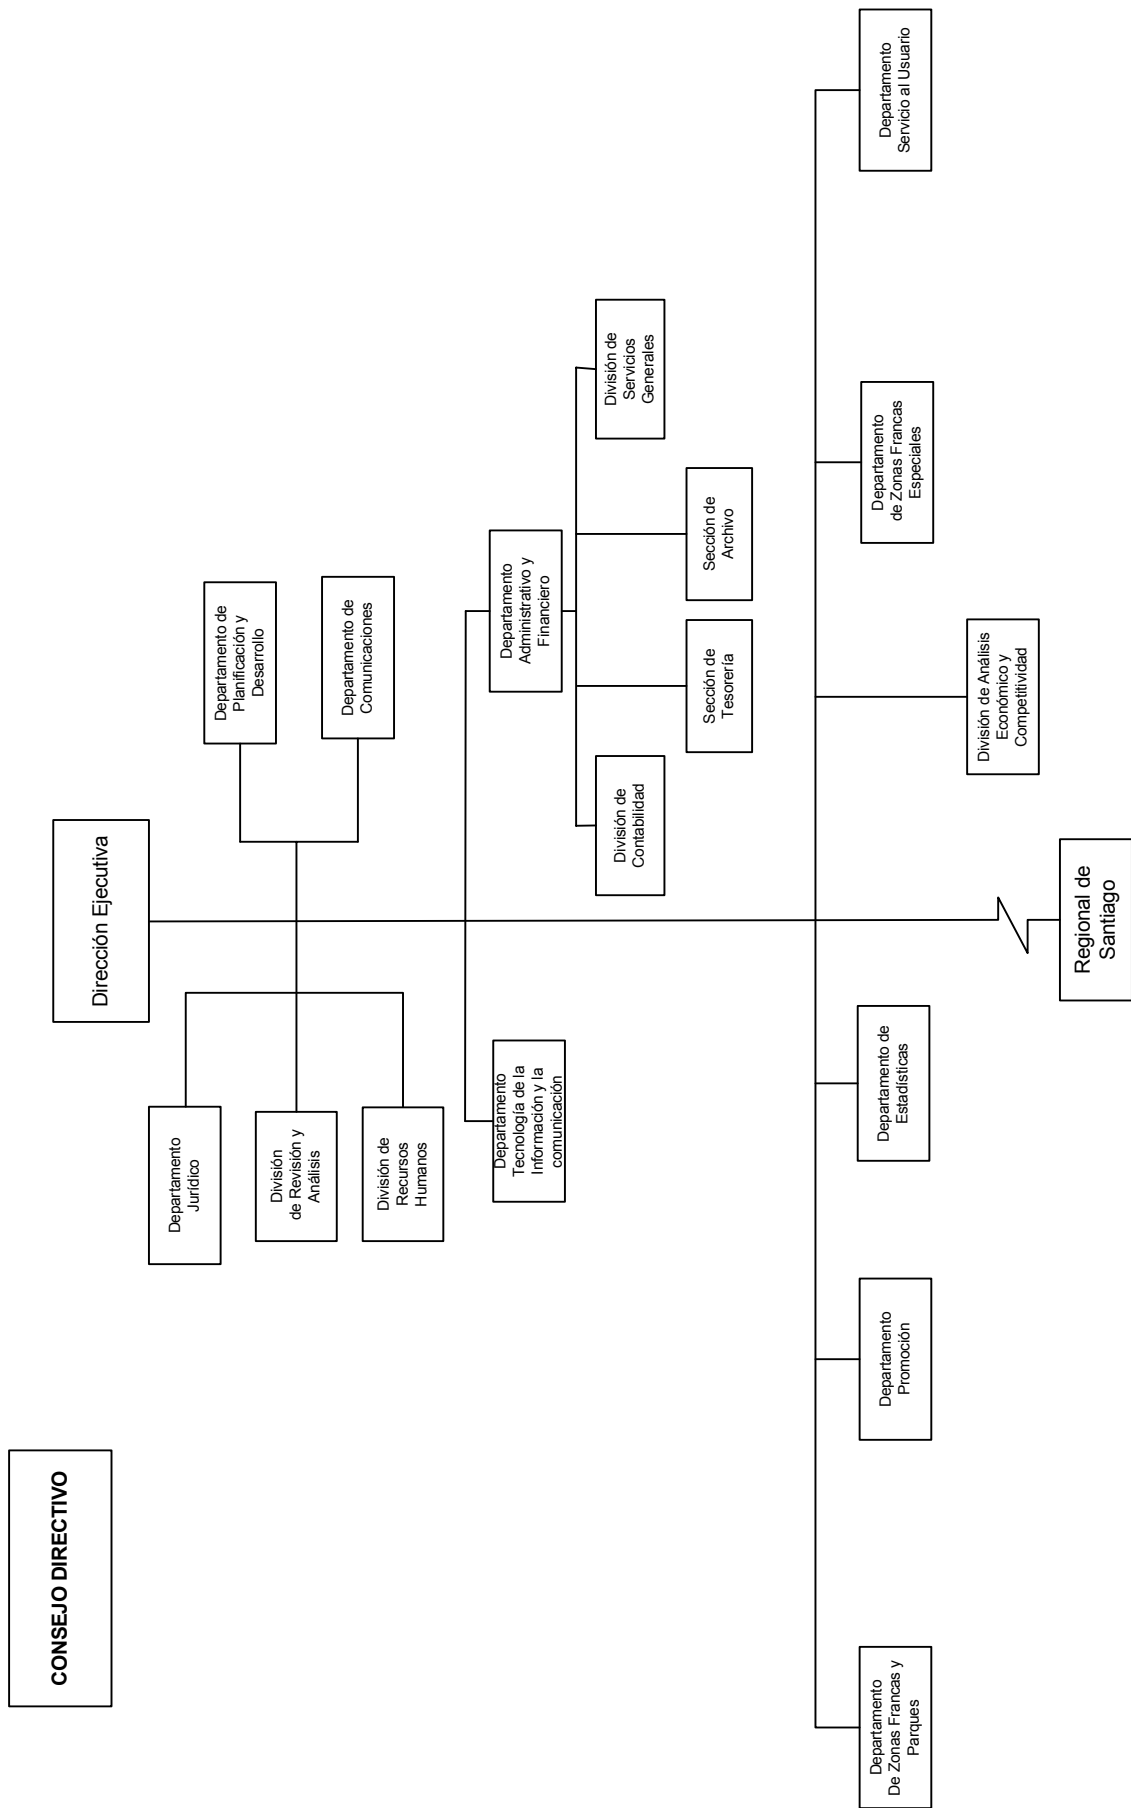 CONSEJO DIRECTIVO
Dirección Ejecutiva
Departamento
Jurídico
División
de Revisión y
Análisis
División de
Recursos
Humanos
Departamento de
Planificación y
Desarrollo
Departamento de
Comunicaciones
Departamento
Tecnología de la
Información y la
comunicación
Departamento
Administrativo y
Financiero
División de
Contabilidad
Sección de
Tesorería
Sección de
Archivo
División de
Servicios
Generales
Departamento
De Zonas Francas y
Parques
Departamento
Promoción
Departamento de
Estadísticas
División de Análisis
Económico y
Competitividad
Departamento
de Zonas Francas
Especiales
Departamento
Servicio al Usuario
Regional de
Santiago